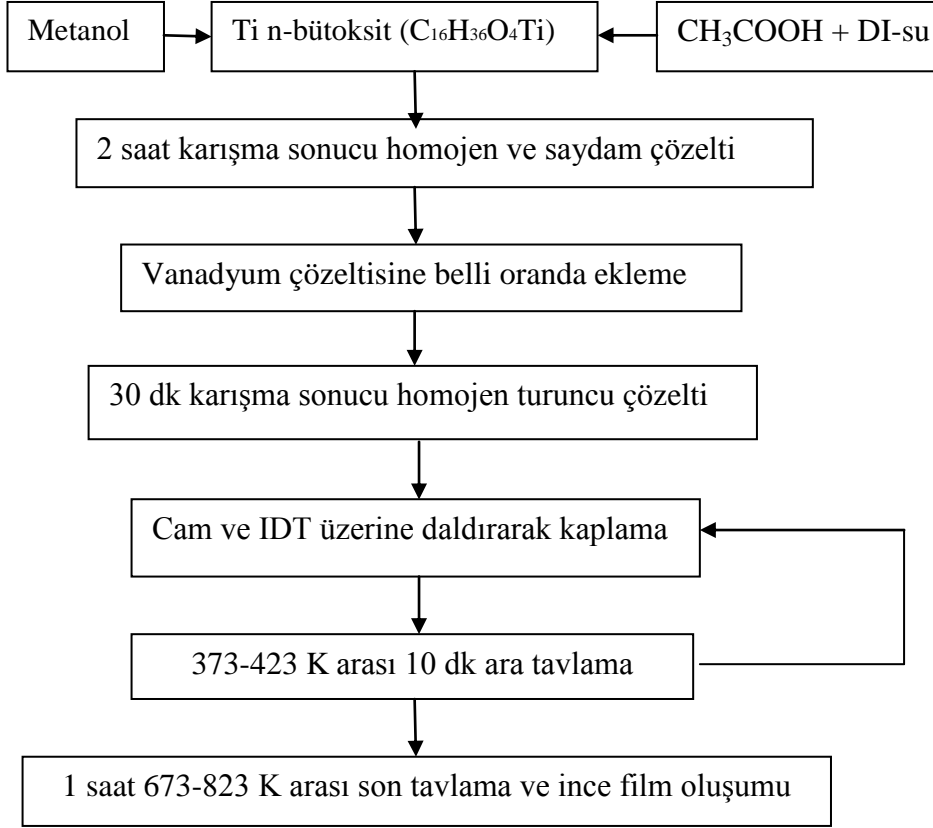 Metanol
Ti n-bütoksit (C₁₆H₃₆O₄Ti)
CH₃COOH + DI-su
2 saat karışma sonucu homojen ve saydam çözelti
Vanadyum çözeltisine belli oranda ekleme
30 dk karışma sonucu homojen turuncu çözelti
Cam ve IDT üzerine daldırarak kaplama
373-423 K arası 10 dk ara tavlama
1 saat 673-823 K arası son tavlama ve ince film oluşumu